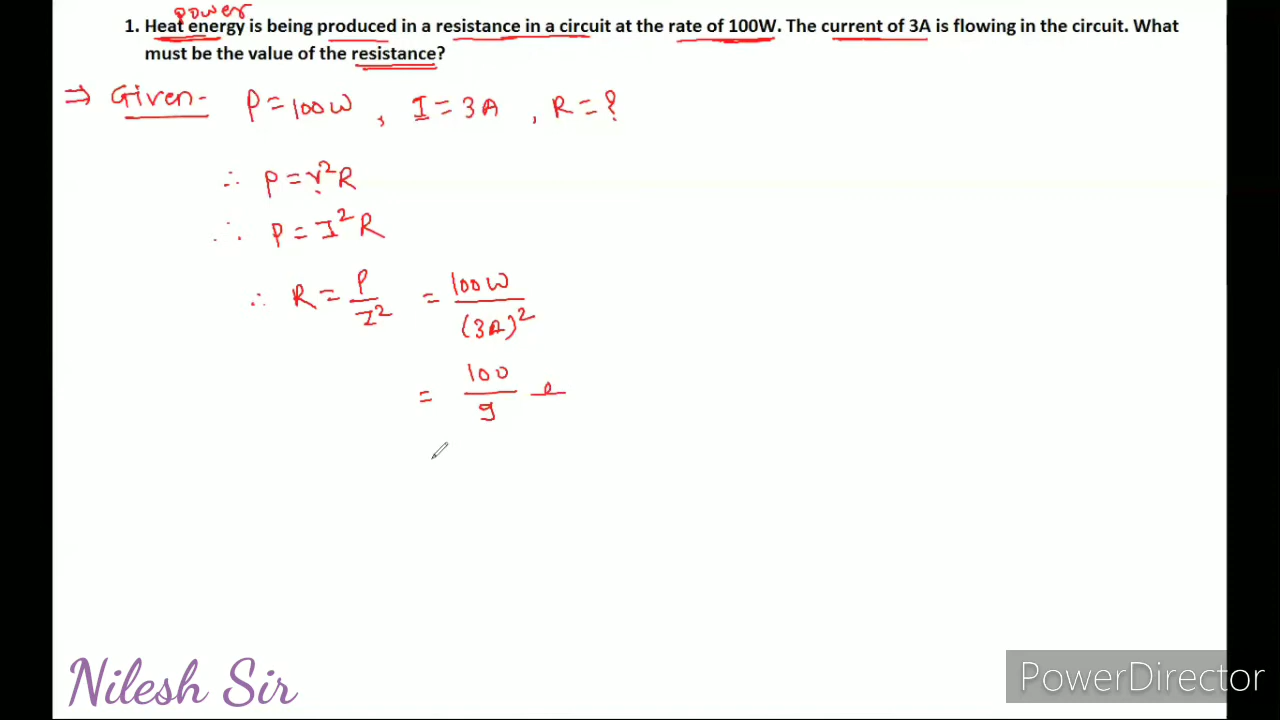 power
1. Heat energy is being produced in a resistance in a circuit at the rate of 100W. The current of 3A is flowing in the circuit. What
must be the value of the resistance?
⇒ Given- P=100W, I=3A, R=?
∴ P=I²R
∴ R = P/I² = 100W/(3A)²
= 100/9
Nilesh Sir
PowerDirector